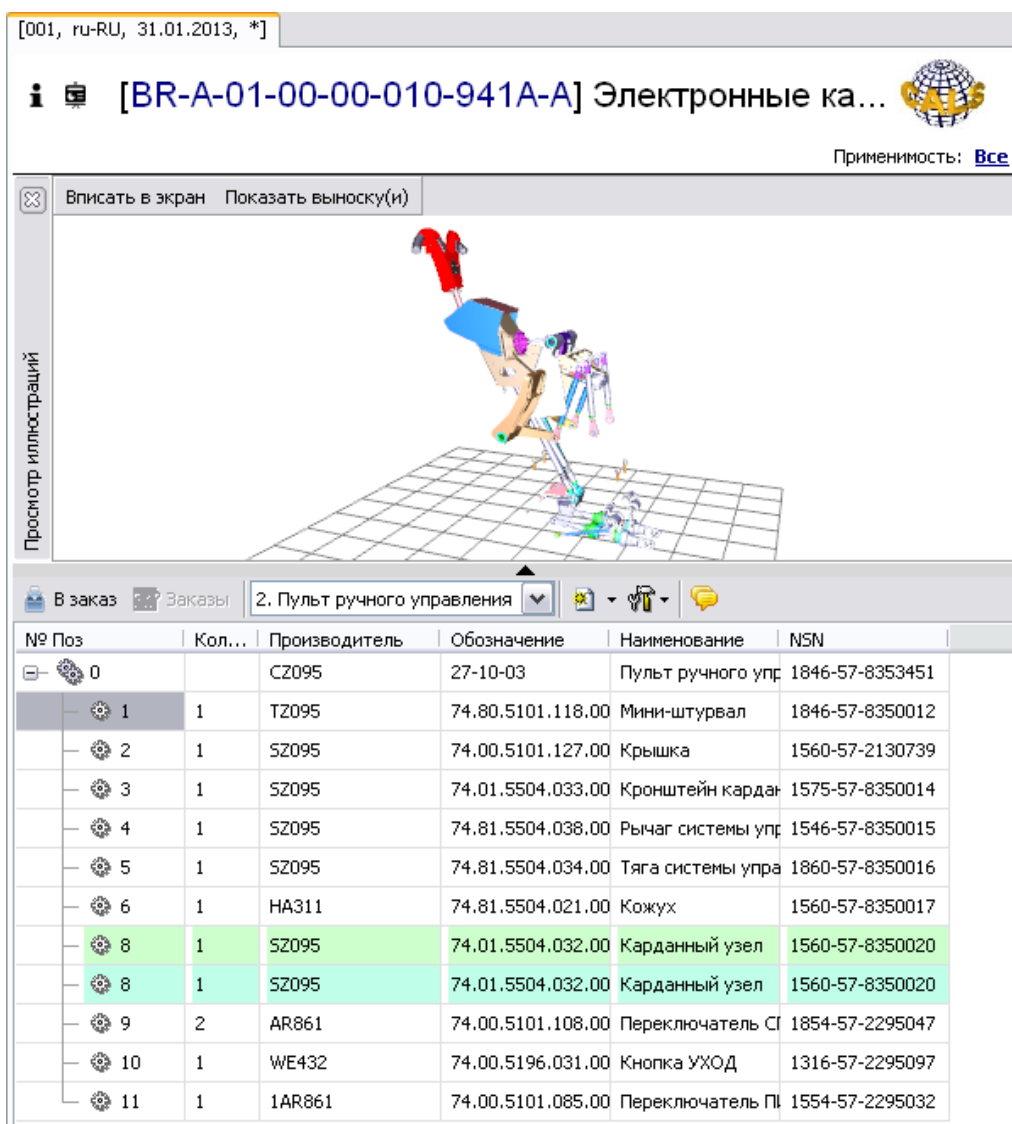 [001, ru-RU, 31.01.2013, *]
[BR-A-01-00-00-010-941A-A] Электронные ка...
CALS
Применимость: Все
Вписать в экран Показать выноску(и)
Просмотр иллюстраций
В заказ Заказы 2. Пульт ручного управления
№ Поз Кол... Производитель Обозначение Наименование NSN
0 CZ095 27-10-03 Пульт ручного упр 1846-57-8353451
1 1 TZ095 74.80.5101.118.00 Мини-штурвал 1846-57-8350012
2 1 SZ095 74.00.5101.127.00 Крышка 1560-57-2130739
3 1 SZ095 74.01.5504.033.00 Кронштейн кардан 1575-57-8350014
4 1 SZ095 74.81.5504.038.00 Рычаг системы упр 1546-57-8350015
5 1 SZ095 74.81.5504.034.00 Тяга системы упра 1860-57-8350016
6 1 HA311 74.81.5504.021.00 Кожух 1560-57-8350017
8 1 SZ095 74.01.5504.032.00 Карданный узел 1560-57-8350020
8 1 SZ095 74.01.5504.032.00 Карданный узел 1560-57-8350020
9 2 AR861 74.00.5101.108.00 Переключатель СП 1854-57-2295047
10 1 WE432 74.00.5196.031.00 Кнопка УХОД 1316-57-2295097
11 1 1AR861 74.00.5101.085.00 Переключатель ПИ 1554-57-2295032